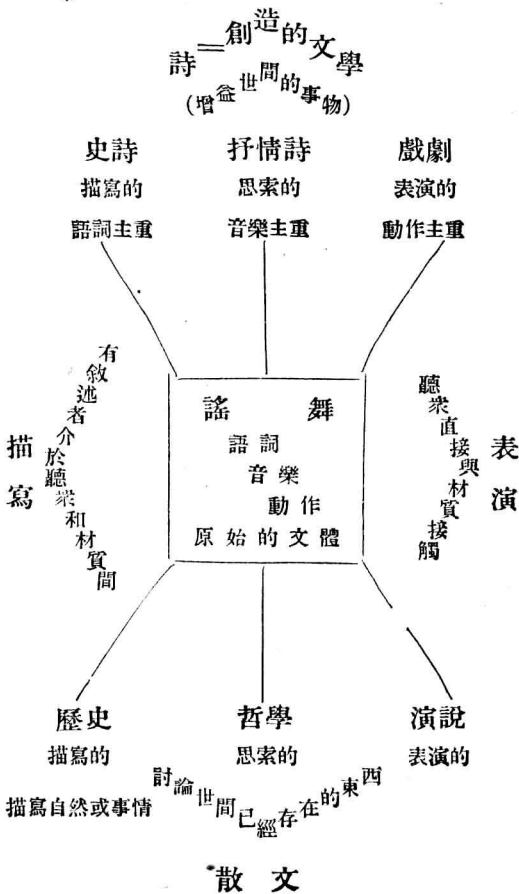 詩＝創造的文學
(增益世間的事物)
史詩 抒情詩 戲劇
描寫的 思索的 表演的
語詞主重 音樂主重 動作主重
有敘述者介於聽衆和材質間
描寫
謠舞
語詞
音樂
動作
原始的文體
聽衆直接與材質接觸
表演
歷史 哲學 演說
描寫的 思索的 表演的
描寫自然或事情
討論世間已經存在的東西
散文